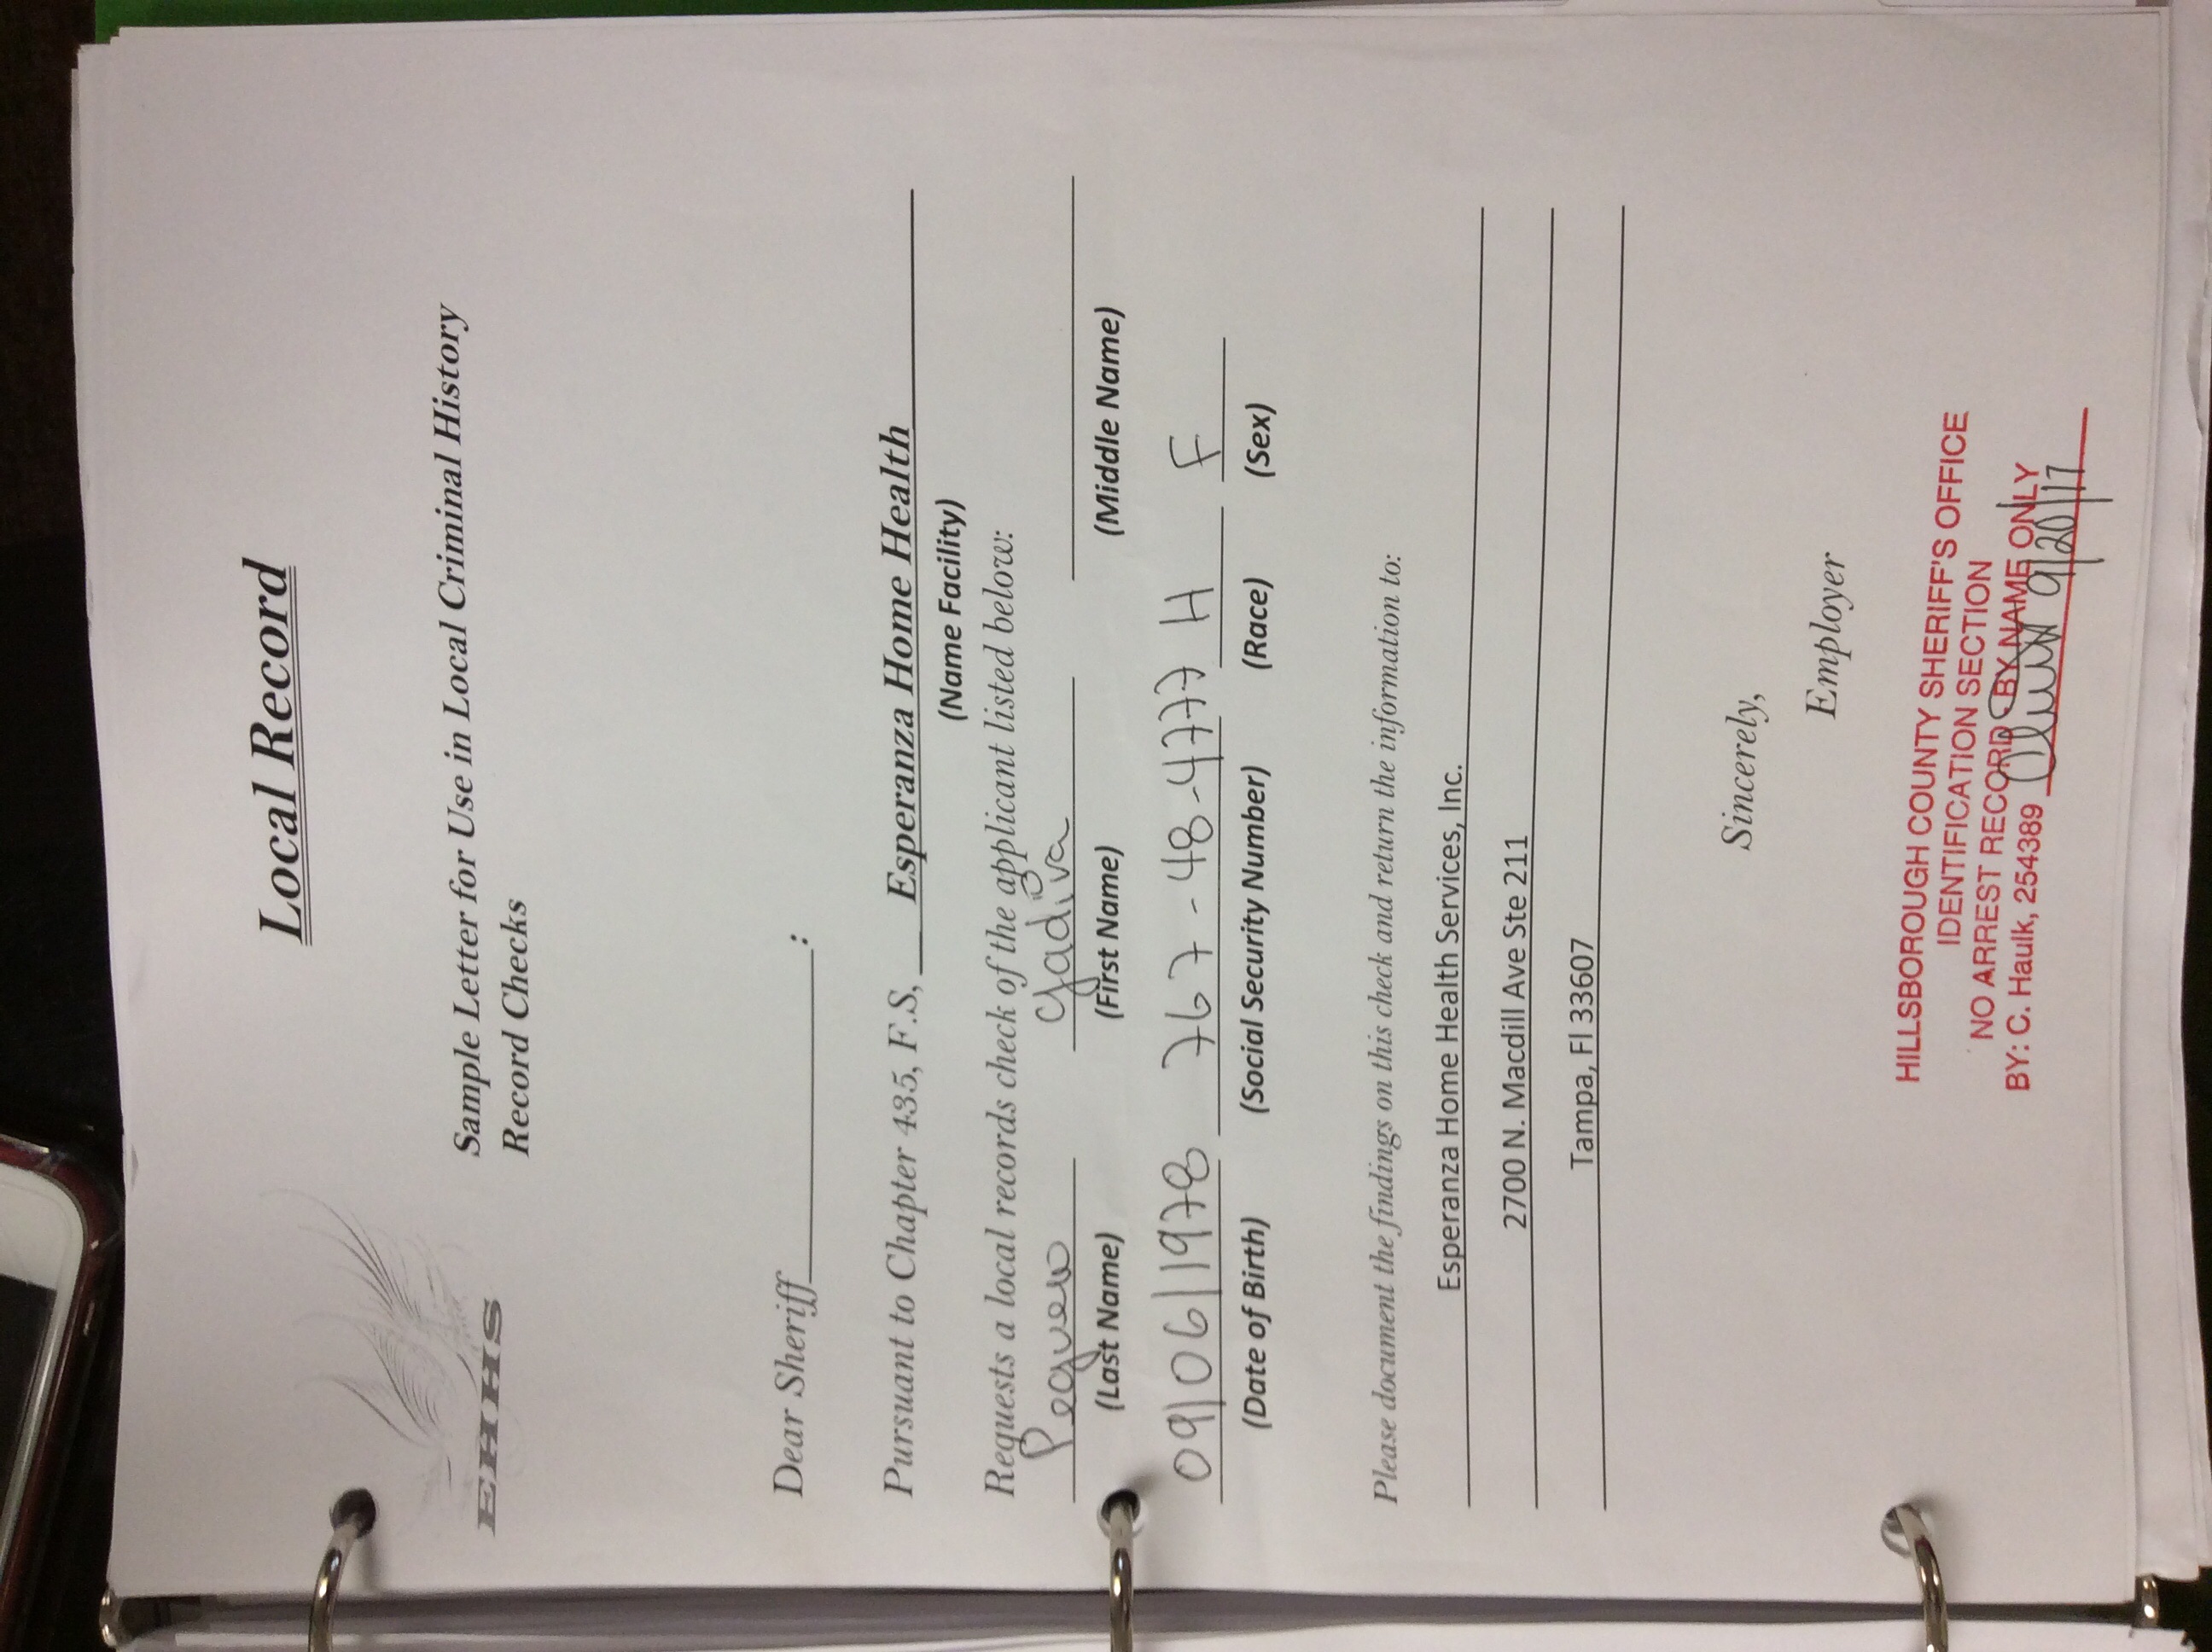 Local Record
EHHS
Sample Letter for Use in Local Criminal History
Record Checks
Dear Sheriff :
Pursuant to Chapter 435, F.S, Esperanza Home Health
(Name Facility)
Requests a local records check of the applicant listed below:
Peguero
(Last Name) (First Name) (Middle Name)
09/06/1978 767-48-4777 H F
(Date of Birth) (Social Security Number) (Race) (Sex)
Please document the findings on this check and return the information to:
Esperanza Home Health Services, Inc.
2700 N. Macdill Ave Ste 211
Tampa, Fl 33607
Sincerely,
Employer
HILLSBOROUGH COUNTY SHERIFF'S OFFICE
IDENTIFICATION SECTION
NO ARREST RECORD BY NAME ONLY
BY: C. Haulk, 254389 9/20/17